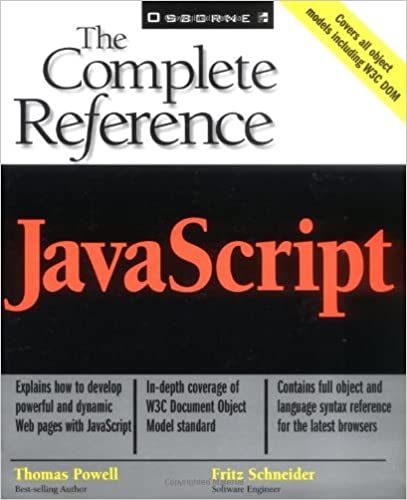 OSBORNE
Covers all object
models including W3C DOM
The
Complete
Reference
JavaScript
Explains how to develop
powerful and dynamic
Web pages with JavaScript
In-depth coverage of
W3C Document Object
Model standard
Contains full object and
language syntax reference
for the latest browsers
Thomas Powell
Best-selling Author
Fritz Schneider
Software Engineer